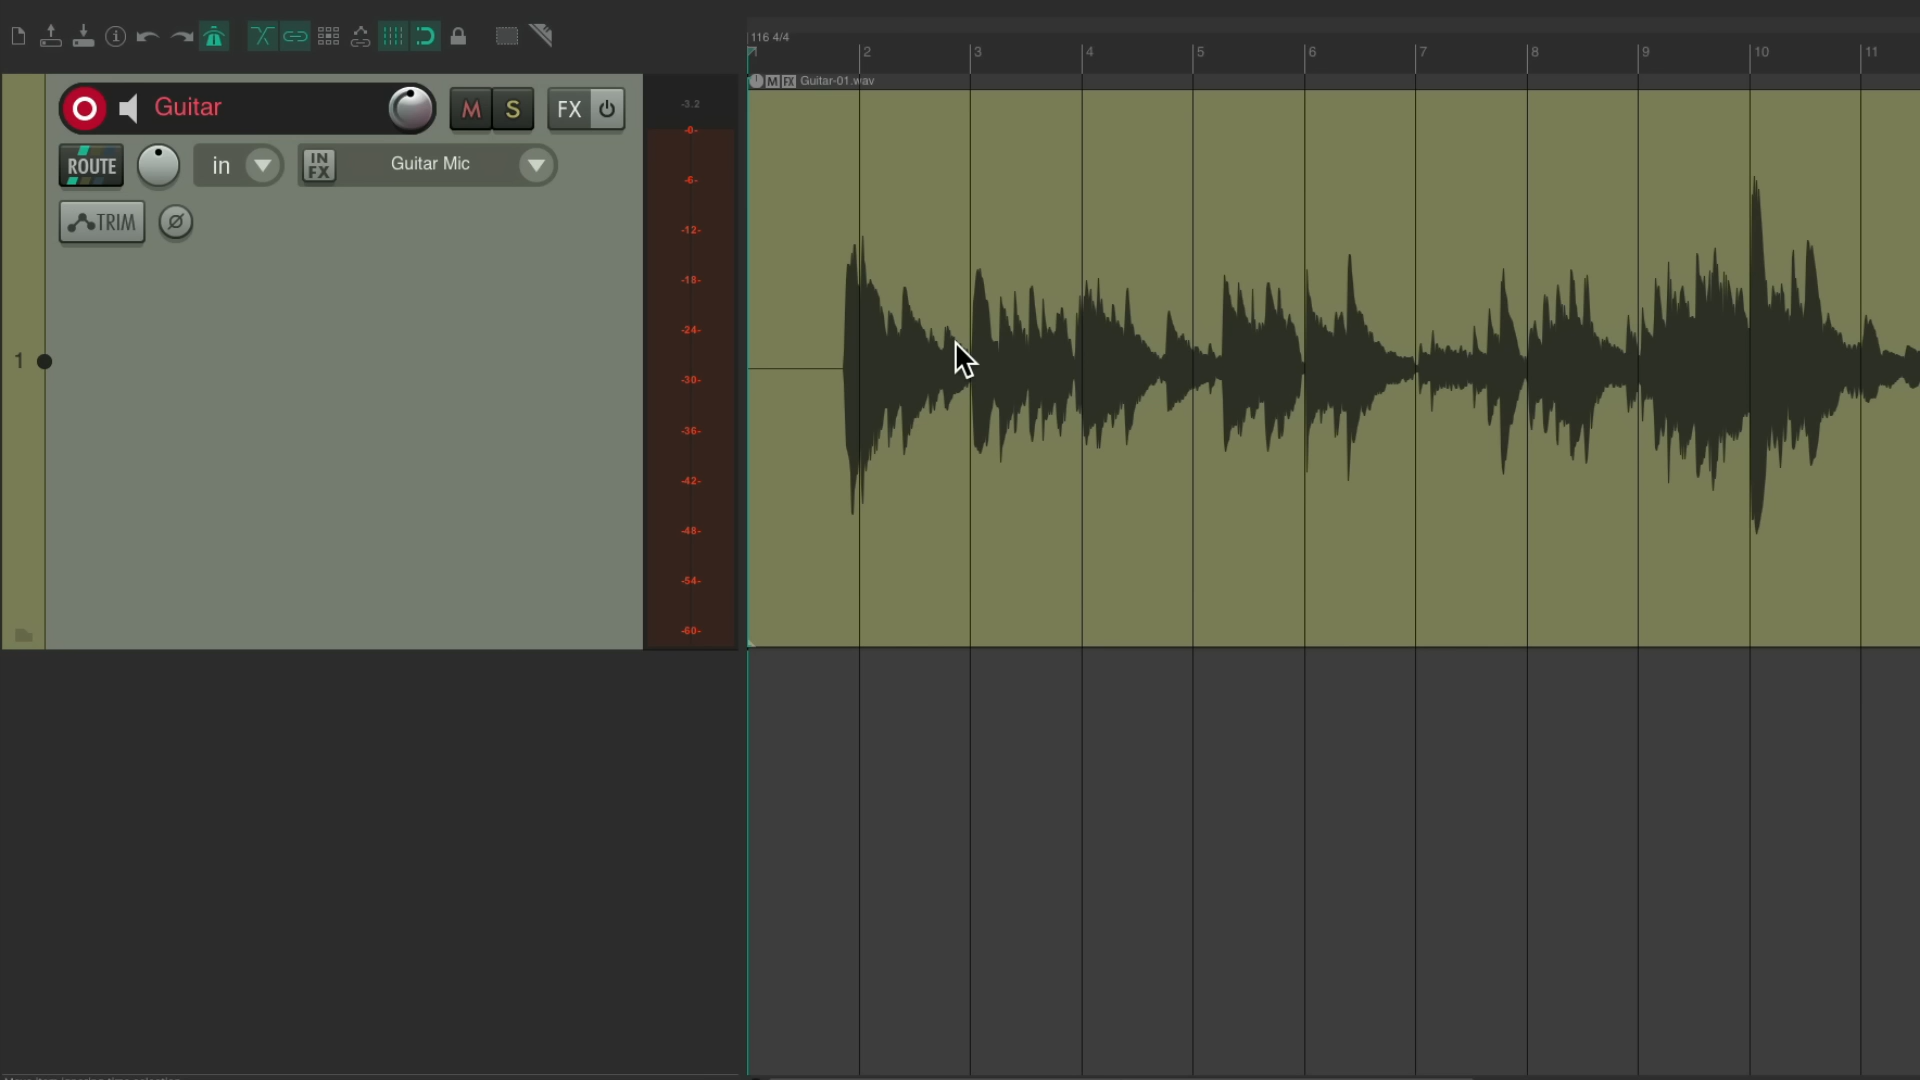 116 4/4
2 3 4 5 6 7 8 9 10 11
M FX Guitar-01.wav
Guitar
M S FX
-3.2
-0-
ROUTE in IN FX Guitar Mic
-6-
TRIM
-12-
-18-
-24-
1
-30-
-36-
-42-
-48-
-54-
-60-